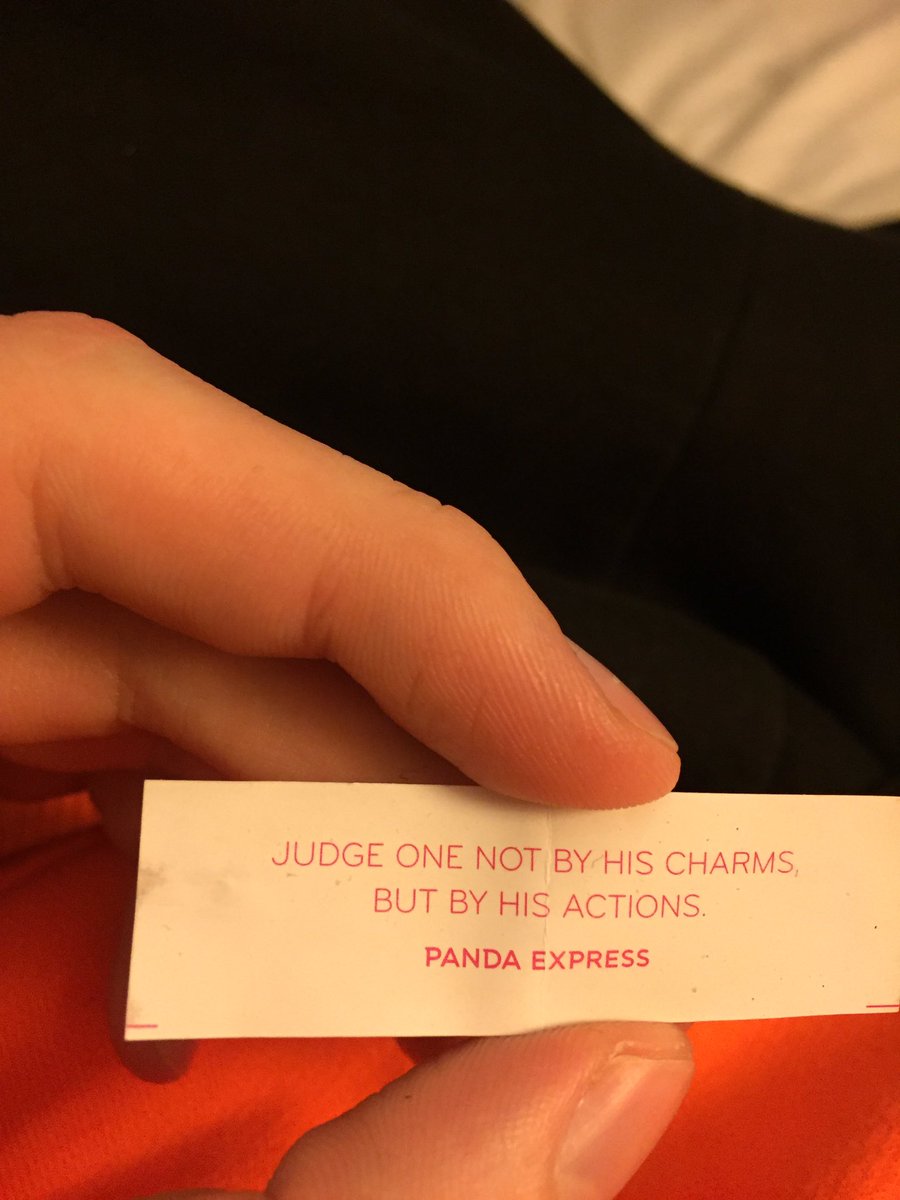 JUDGE ONE NOT BY HIS CHARMS,
BUT BY HIS ACTIONS.
PANDA EXPRESS